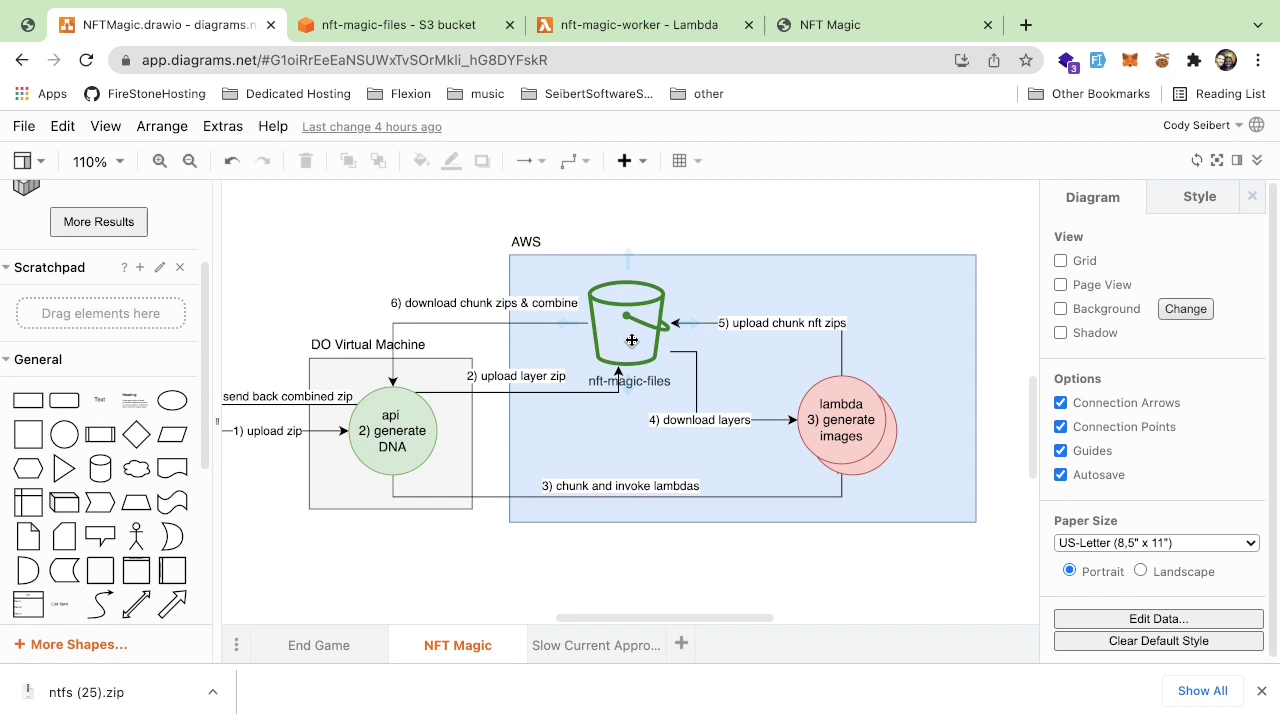 NFTMagic.drawio - diagrams.n
nft-magic-files - S3 bucket
nft-magic-worker - Lambda
NFT Magic
app.diagrams.net/#G1oiRrEeEaNSUWxTvSOrMkli_hG8DYFskR
3
Apps
FireStoneHosting
Dedicated Hosting
Flexion
music
SeibertSoftwareS...
other
Other Bookmarks
Reading List
File
Edit
View
Arrange
Extras
Help
Last change 4 hours ago
Cody Seibert
110%
More Results
Scratchpad
?
Drag elements here
General
Text
Heading
List Item
More Shapes...
AWS
6) download chunk zips & combine
5) upload chunk nft zips
DO Virtual Machine
2) upload layer zip
nft-magic-files
send back combined zip
1) upload zip
api
2) generate
DNA
4) download layers
lambda
3) generate
images
3) chunk and invoke lambdas
End Game
NFT Magic
Slow Current Appro...
Diagram
Style
View
Grid
Page View
Background
Change
Shadow
Options
Connection Arrows
Connection Points
Guides
Autosave
Paper Size
US-Letter (8,5" x 11")
Portrait
Landscape
Edit Data...
Clear Default Style
ntfs (25).zip
Show All